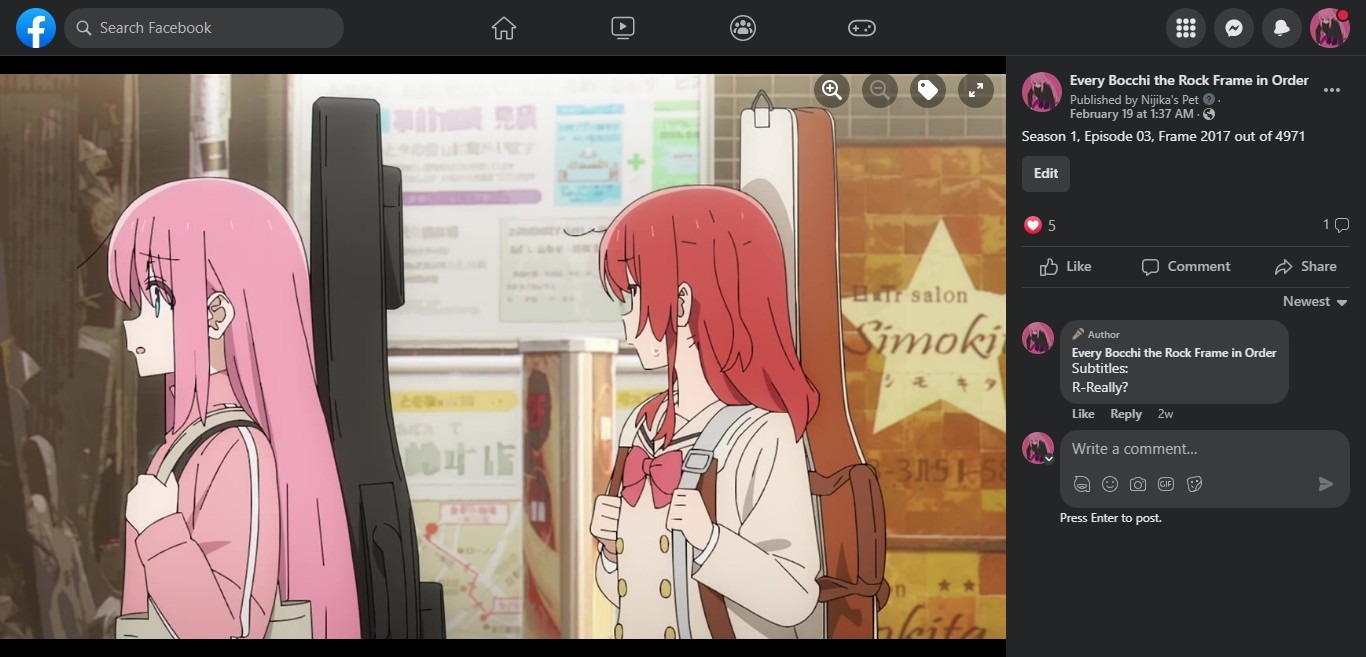 Search Facebook
Every Bocchi the Rock Frame in Order
Published by Nijika's Pet ·
February 19 at 1:37 AM ·
Season 1, Episode 03, Frame 2017 out of 4971
Edit
5
1
Like
Comment
Share
Newest
Author
Every Bocchi the Rock Frame in Order
Subtitles:
R-Really?
Like Reply 2w
Write a comment...
GIF
Press Enter to post.
salon
シモキタ